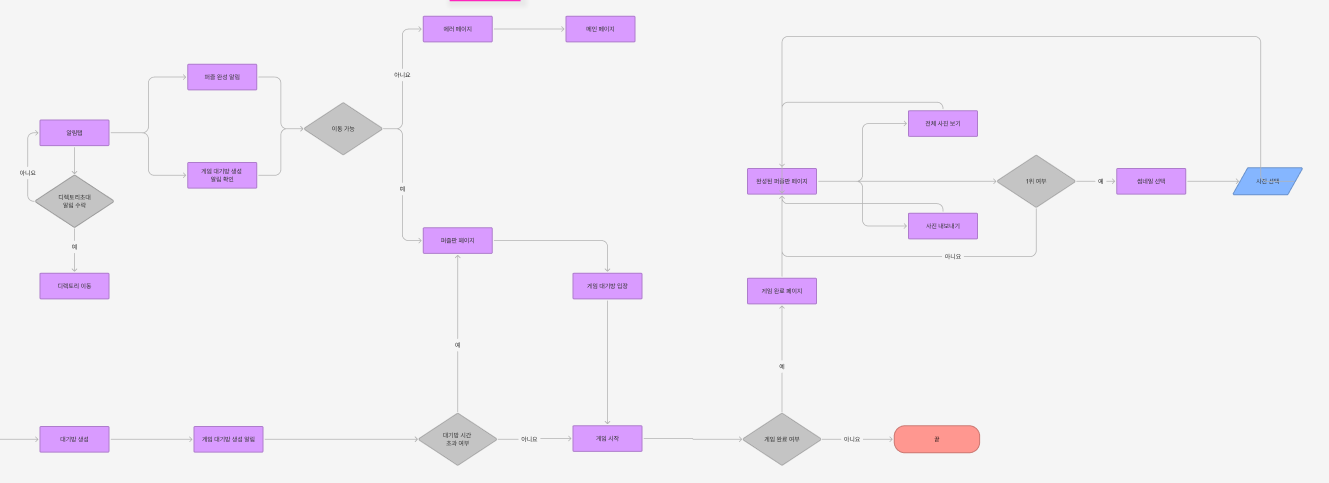 에러 페이지
메인 페이지
아니요
퍼즐 완성 알림
이동 가능
알림탭
게임 대기방 생성
알림 확인
아니요
디렉토리초대
알림 수락
예
예
디렉토리 이동
퍼즐판 페이지
게임 대기방 입장
예
대기방 생성
게임 대기방 생성 알림
대기방 시간
초과 여부
아니요
게임 시작
전체 사진 보기
완성된 퍼즐판 페이지
1위 여부
예
썸네일 선택
사진 선택
사진 내보내기
아니요
게임 완료 페이지
예
게임 완료 여부
아니요
끝